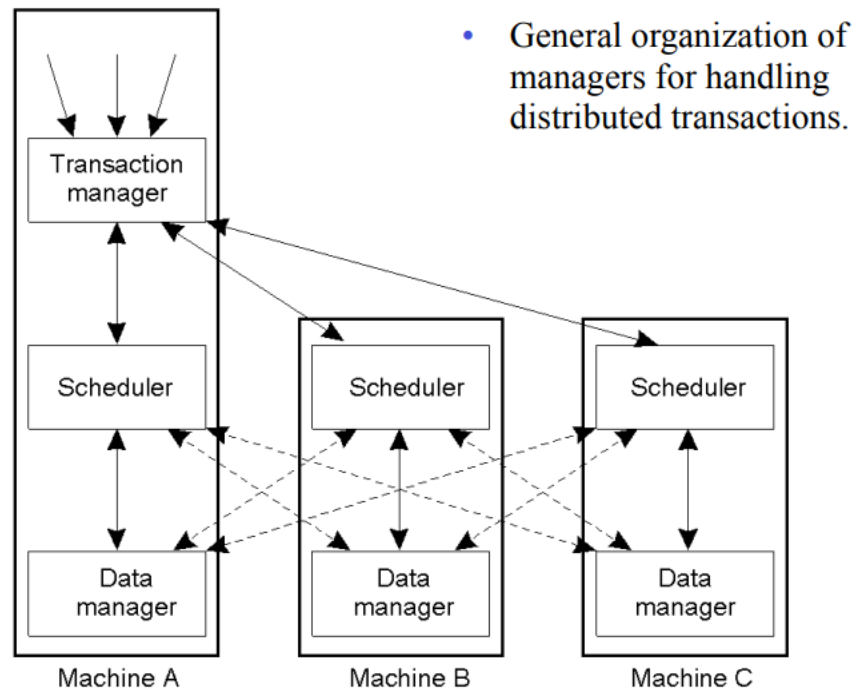 • General organization of
managers for handling
distributed transactions.
Transaction
manager
Scheduler
Scheduler
Scheduler
Data
manager
Data
manager
Data
manager
Machine A
Machine B
Machine C